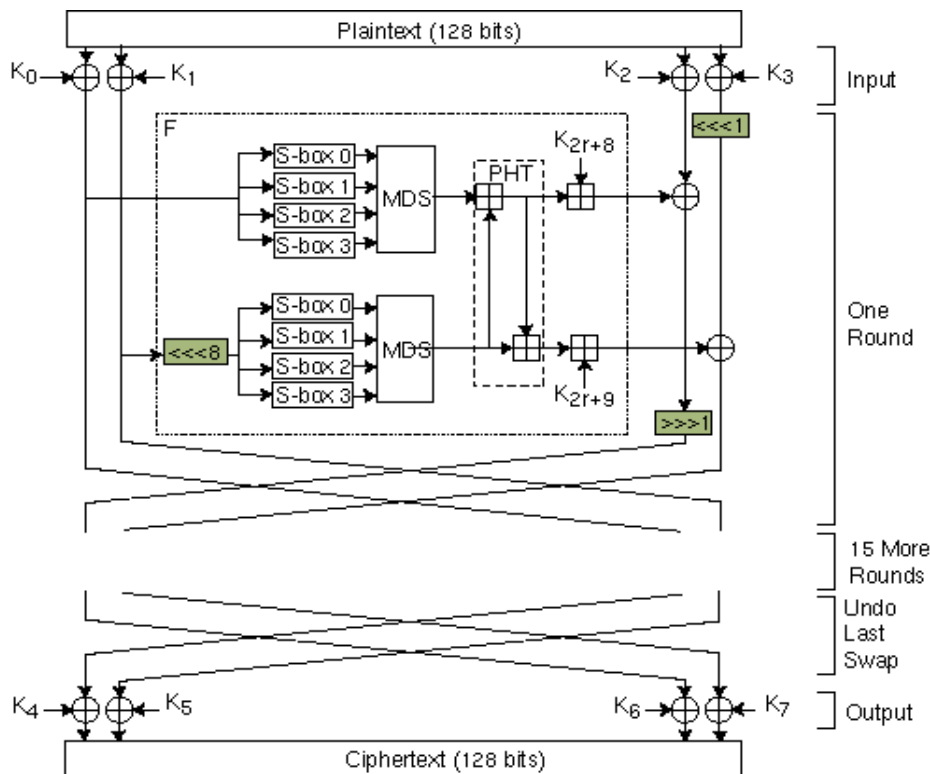 Plaintext (128 bits)
K0 K1 K2 K3 Input
<<<1
F
K2r+8
S-box 0
S-box 1
S-box 2
S-box 3
MDS
PHT
One
Round
<<<8
S-box 0
S-box 1
S-box 2
S-box 3
MDS
K2r+9
>>>1
15 More
Rounds
Undo
Last
Swap
K4 K5 K6 K7 Output
Ciphertext (128 bits)